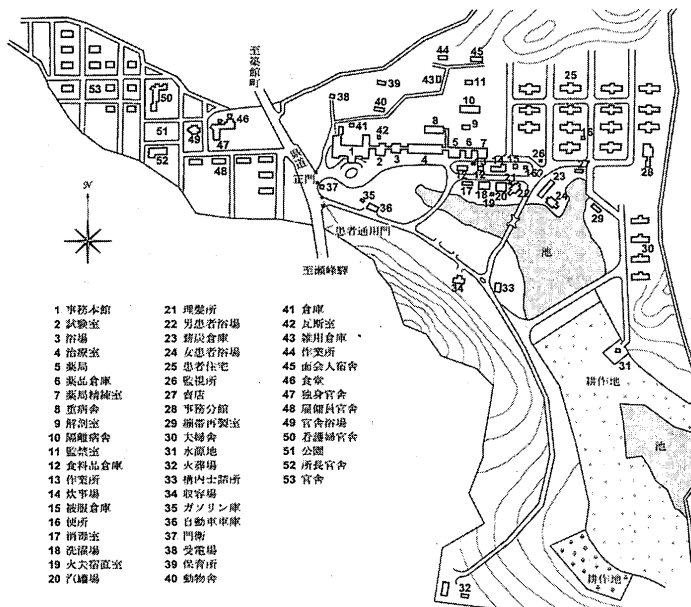 至築館町
県道
正門
患者通用門
至瀬峰驛
N
池
池
耕作地
耕作地
1 事務本館
2 試験室
3 浴場
4 治療室
5 薬局
6 薬品倉庫
7 薬局精練室
8 重病舎
9 解剖室
10 隔離病舎
11 監禁室
12 食料品倉庫
13 作業所
14 炊事場
15 被服倉庫
16 便所
17 消毒室
18 洗濯場
19 火夫宿直室
20 汽罐場
21 理髪所
22 男患者浴場
23 薪炭倉庫
24 女患者浴場
25 患者住宅
26 監視所
27 売店
28 事務分館
29 繃帯再製室
30 夫婦舎
31 水源地
32 火葬場
33 構内士詰所
34 収容場
35 ガソリン庫
36 自動車車庫
37 門衛
38 受電場
39 保育所
40 動物舎
41 倉庫
42 瓦斯室
43 雑用倉庫
44 作業所
45 面会人宿舎
46 食堂
47 独身官舎
48 雇傭員官舎
49 官舎浴場
50 看護婦官舎
51 公園
52 所長官舎
53 官舎